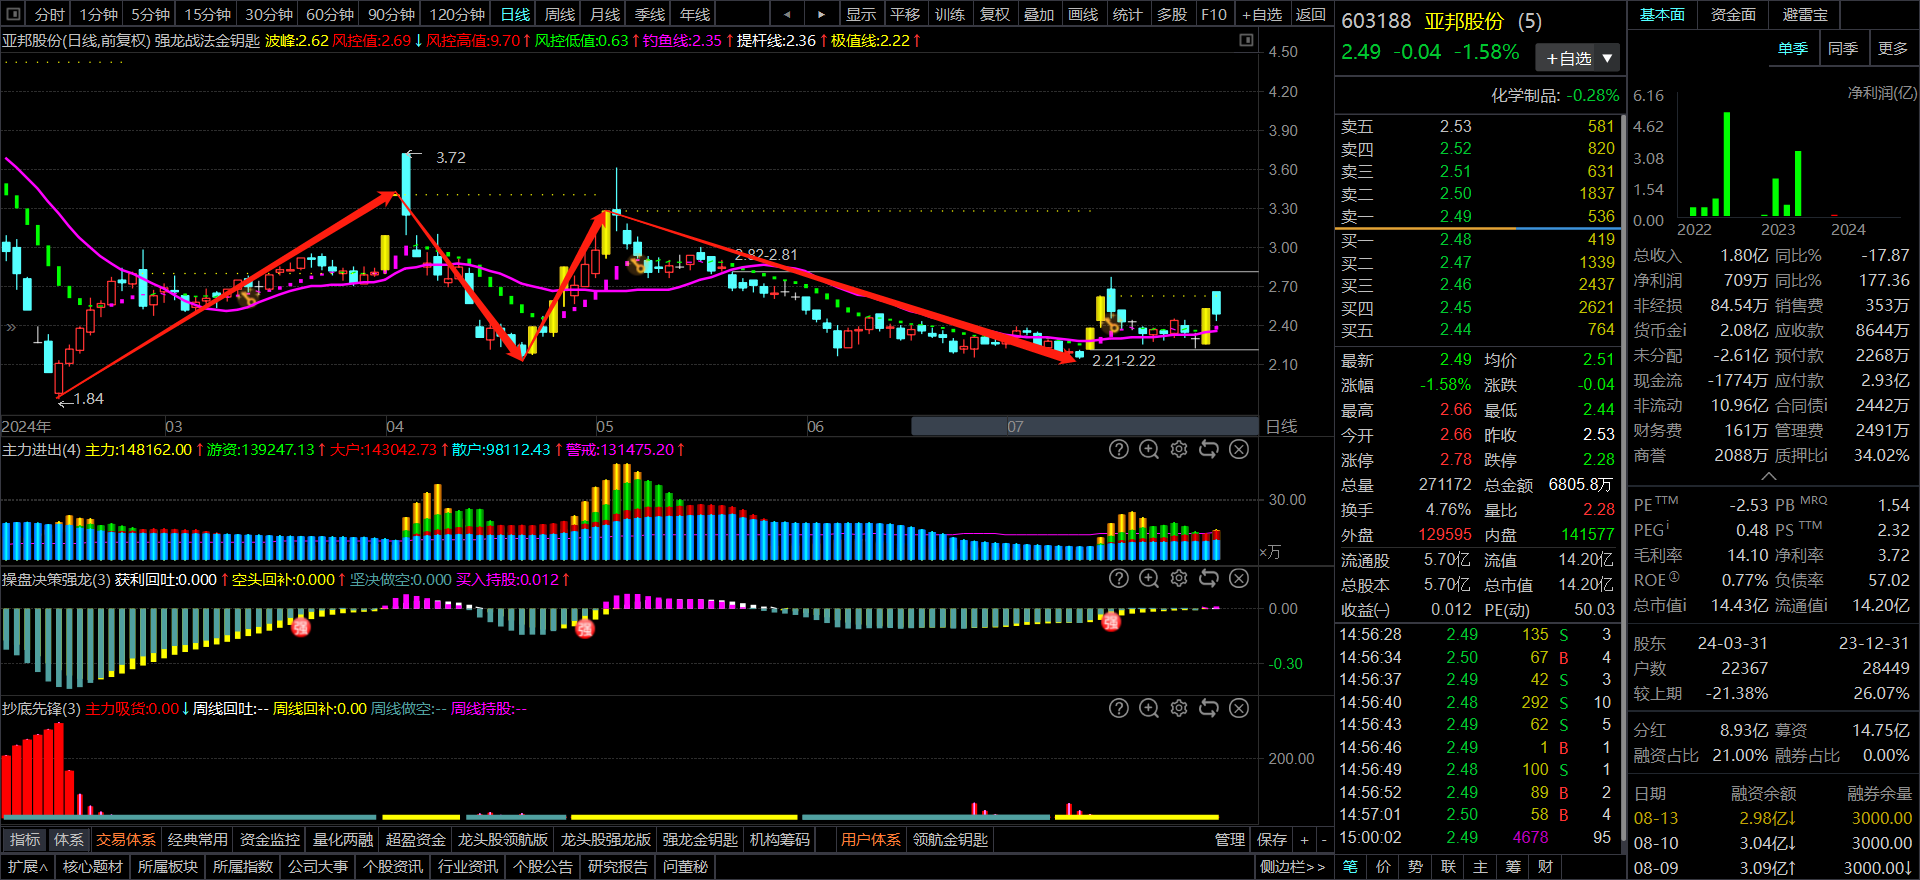 分时 1分钟 5分钟 15分钟 30分钟 60分钟 90分钟 120分钟 日线 周线 月线 季线 年线 ◂ ▸ 显示 平移 训练 复权 叠加 画线 统计 多股 F10 +自选 返回
亚邦股份(日线,前复权) 强龙战法金钥匙 波峰:2.62 风控值:2.69↓ 风控高值:9.70↑ 风控低值:0.63↑ 钓鱼线:2.35↑ 提杆线:2.36↑ 极值线:2.22↑
4.50
4.20
3.90
3.60
3.30
3.00
2.70
2.40
2.10
3.72
2.82-2.81
2.21-2.22
1.84
2024年 03 04 05 06 07 日线
主力进出(4) 主力:148162.00↑ 游资:139247.13↑ 大户:143042.73↑ 散户:98112.43↑ 警戒:131475.20↑
30.00
×万
操盘决策强龙(3) 获利回吐:0.000↑ 空头回补:0.000↑ 坚决做空:0.000 买入持股:0.012↑
0.00
强 强 强
-0.30
抄底先锋(3) 主力吸货:0.00↓ 周线回吐:-- 周线回补:0.00 周线做空:-- 周线持股:--
200.00
指标 体系 交易体系 经典常用 资金监控 量化两融 超盈资金 龙头股领航版 龙头股强龙版 强龙金钥匙 机构筹码 用户体系 领航金钥匙 管理 保存 + -
扩展∧ 核心题材 所属板块 所属指数 公司大事 个股资讯 行业资讯 个股公告 研究报告 问董秘 侧边栏>>
603188 亚邦股份 (5)
2.49 -0.04 -1.58% +自选 ▼
化学制品: -0.28%
卖五 2.53 581
卖四 2.52 820
卖三 2.51 631
卖二 2.50 1837
卖一 2.49 536
买一 2.48 419
买二 2.47 1339
买三 2.46 2437
买四 2.45 2621
买五 2.44 764
最新 2.49 均价 2.51
涨幅 -1.58% 涨跌 -0.04
最高 2.66 最低 2.44
今开 2.66 昨收 2.53
涨停 2.78 跌停 2.28
总量 271172 总金额 6805.8万
换手 4.76% 量比 2.28
外盘 129595 内盘 141577
流通股 5.70亿 流值 14.20亿
总股本 5.70亿 总市值 14.20亿
收益(一) 0.012 PE(动) 50.03
14:56:28 2.49 135 S 3
14:56:34 2.50 67 B 4
14:56:37 2.49 42 S 3
14:56:40 2.48 292 S 10
14:56:43 2.49 62 S 5
14:56:46 2.49 1 B 1
14:56:49 2.48 100 S 1
14:56:52 2.49 89 B 2
14:57:01 2.50 58 B 4
15:00:02 2.49 4678 95
笔 价 势 联 主 筹 财
基本面 资金面 避雷宝
单季 同季 更多
净利润(亿)
6.16
4.62
3.08
1.54
0.00
2022 2023 2024
总收入 1.80亿 同比% -17.87
净利润 709万 同比% 177.36
非经损 84.54万 销售费 353万
货币金i 2.08亿 应收款 8644万
未分配 -2.61亿 预付款 2268万
现金流 -1774万 应付款 2.93亿
非流动 10.96亿 合同债i 2442万
财务费 161万 管理费 2491万
商誉 2088万 质押比i 34.02%
PE TTM -2.53 PB MRQ 1.54
PEG i 0.48 PS TTM 2.32
毛利率 14.10 净利率 3.72
ROE① 0.77% 负债率 57.02
总市值i 14.43亿 流通值i 14.20亿
股东 24-03-31 23-12-31
户数 22367 28449
较上期 -21.38% 26.07%
分红 8.93亿 募资 14.75亿
融资占比 21.00% 融券占比 0.00%
日期 融资余额 融券余量
08-13 2.98亿↓ 3000.00
08-10 3.04亿↓ 3000.00
08-09 3.09亿↑ 3000.00↓